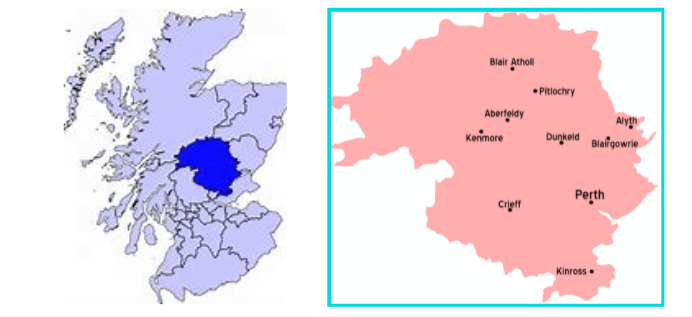 Blair Atholl
Pitlochry
Aberfeldy
Alyth
Kenmore
Dunkeld
Blairgowrie
Perth
Crieff
Kinross